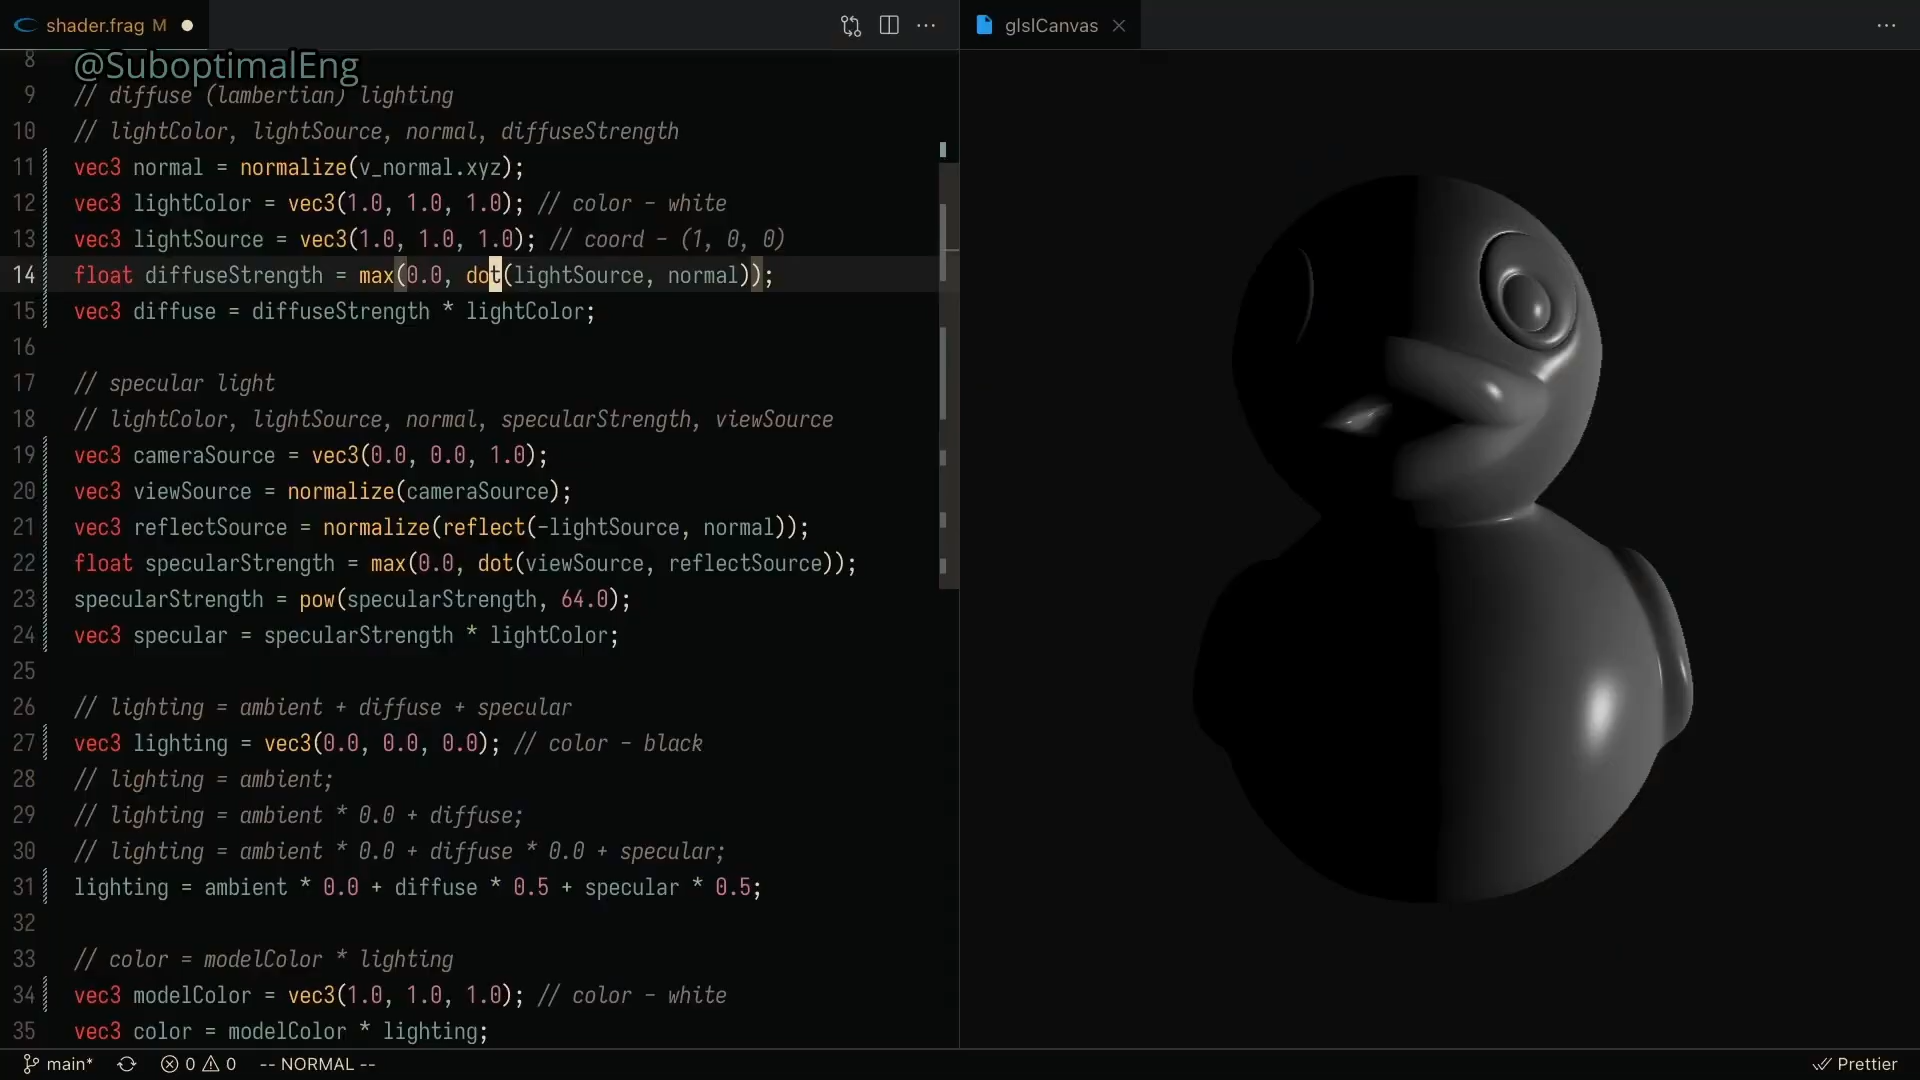 shader.frag M
glslCanvas
@SuboptimalEng
8
9 // diffuse (lambertian) lighting
10 // lightColor, lightSource, normal, diffuseStrength
11 vec3 normal = normalize(v_normal.xyz);
12 vec3 lightColor = vec3(1.0, 1.0, 1.0); // color - white
13 vec3 lightSource = vec3(1.0, 1.0, 1.0); // coord - (1, 0, 0)
14 float diffuseStrength = max(0.0, dot(lightSource, normal));
15 vec3 diffuse = diffuseStrength * lightColor;
16
17 // specular light
18 // lightColor, lightSource, normal, specularStrength, viewSource
19 vec3 cameraSource = vec3(0.0, 0.0, 1.0);
20 vec3 viewSource = normalize(cameraSource);
21 vec3 reflectSource = normalize(reflect(-lightSource, normal));
22 float specularStrength = max(0.0, dot(viewSource, reflectSource));
23 specularStrength = pow(specularStrength, 64.0);
24 vec3 specular = specularStrength * lightColor;
25
26 // lighting = ambient + diffuse + specular
27 vec3 lighting = vec3(0.0, 0.0, 0.0); // color - black
28 // lighting = ambient;
29 // lighting = ambient * 0.0 + diffuse;
30 // lighting = ambient * 0.0 + diffuse * 0.0 + specular;
31 lighting = ambient * 0.0 + diffuse * 0.5 + specular * 0.5;
32
33 // color = modelColor * lighting
34 vec3 modelColor = vec3(1.0, 1.0, 1.0); // color - white
35 vec3 color = modelColor * lighting;
main* 0 0 -- NORMAL --
Prettier